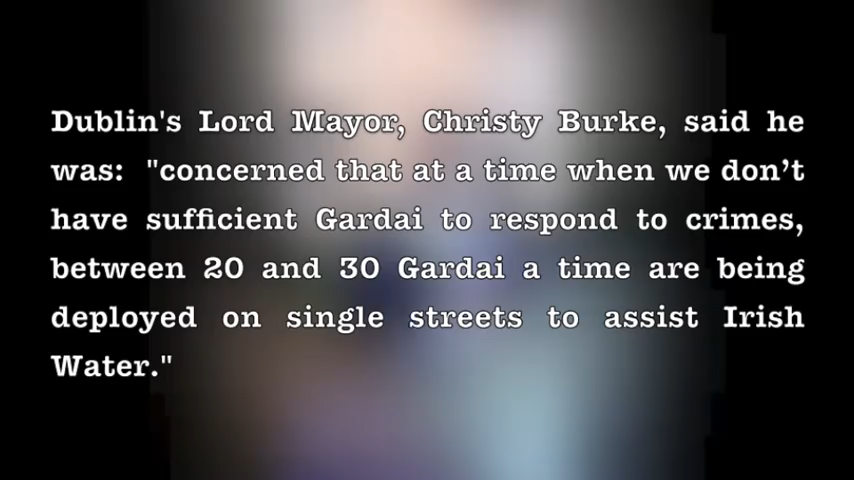 Dublin's Lord Mayor, Christy Burke, said he
was: "concerned that at a time when we don’t
have sufficient Gardai to respond to crimes,
between 20 and 30 Gardai a time are being
deployed on single streets to assist Irish
Water."